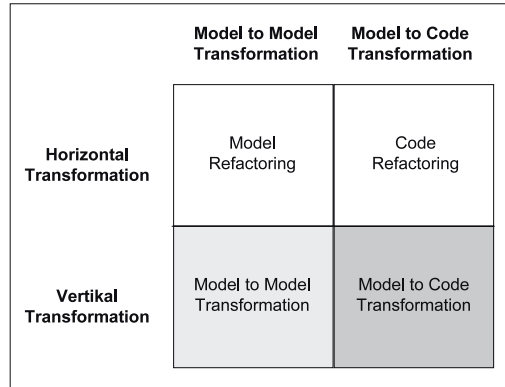 Model to Model
Transformation
Model to Code
Transformation
Horizontal
Transformation
Model
Refactoring
Code
Refactoring
Vertikal
Transformation
Model to Model
Transformation
Model to Code
Transformation